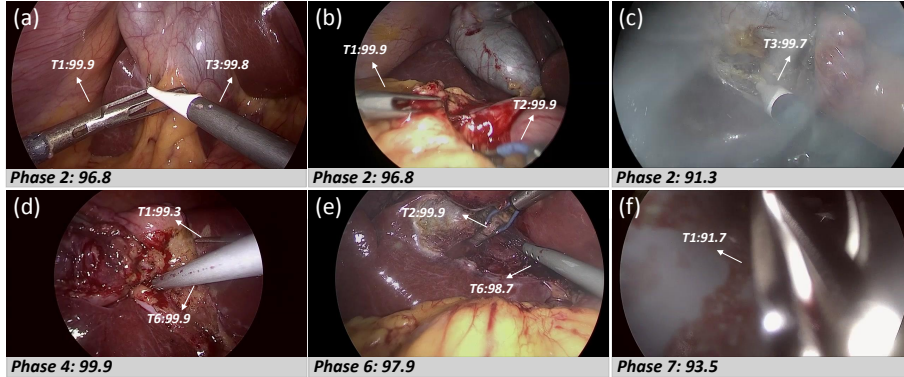 (a)
T1:99.9
T3:99.8
Phase 2: 96.8
(b)
T1:99.9
T2:99.9
Phase 2: 96.8
(c)
T3:99.7
Phase 2: 91.3
(d)
T1:99.3
T6:99.9
Phase 4: 99.9
(e)
T2:99.9
T6:98.7
Phase 6: 97.9
(f)
T1:91.7
Phase 7: 93.5